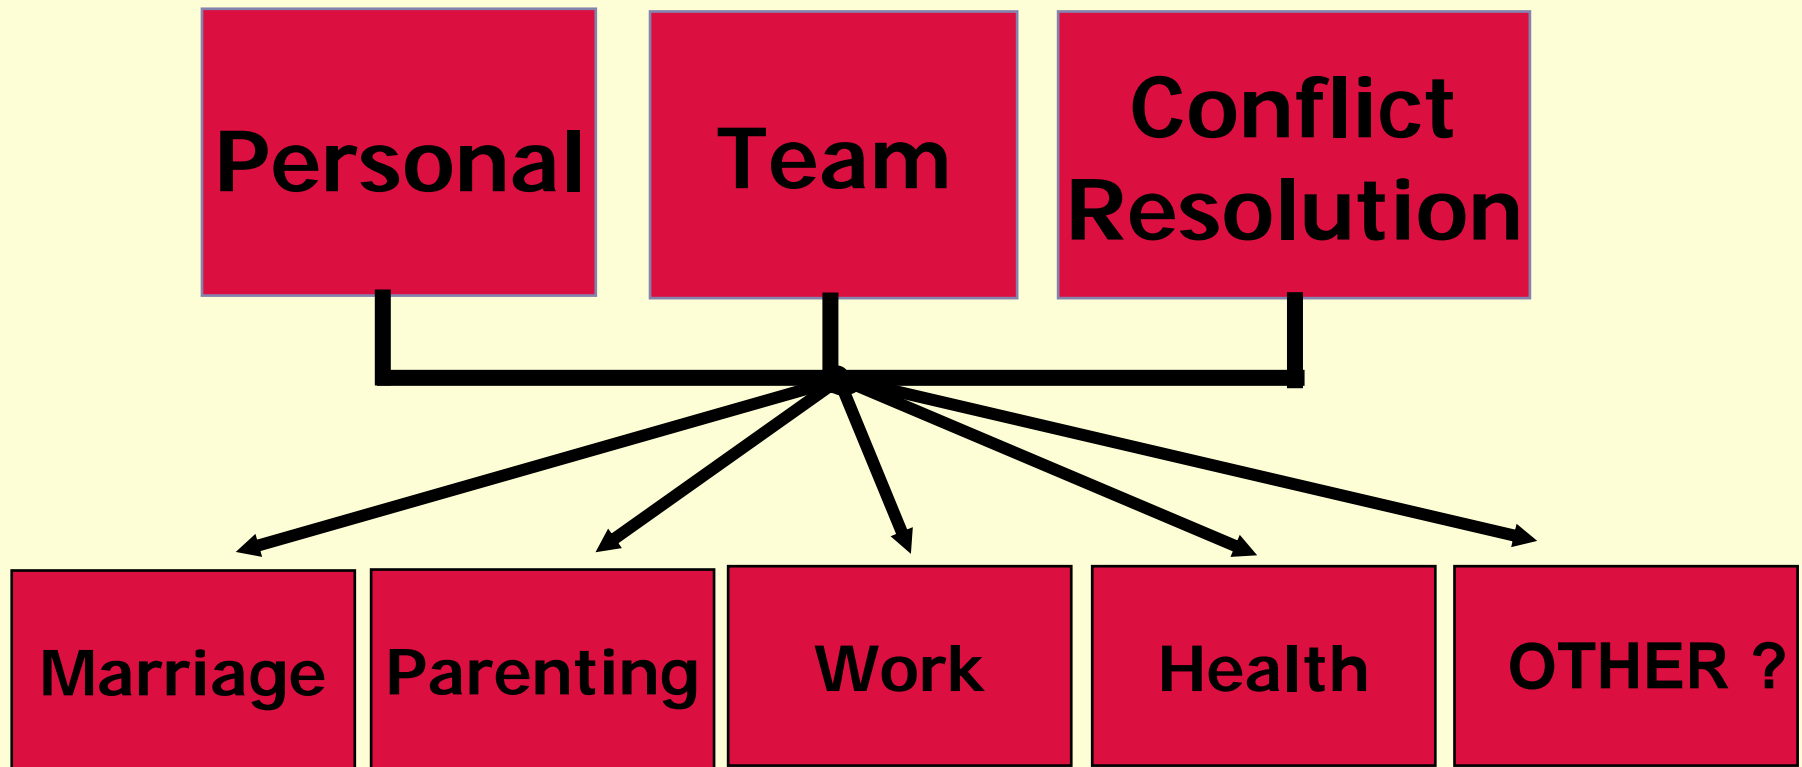 Personal
Team
Conflict
Resolution
Marriage
Parenting
Work
Health
OTHER ?